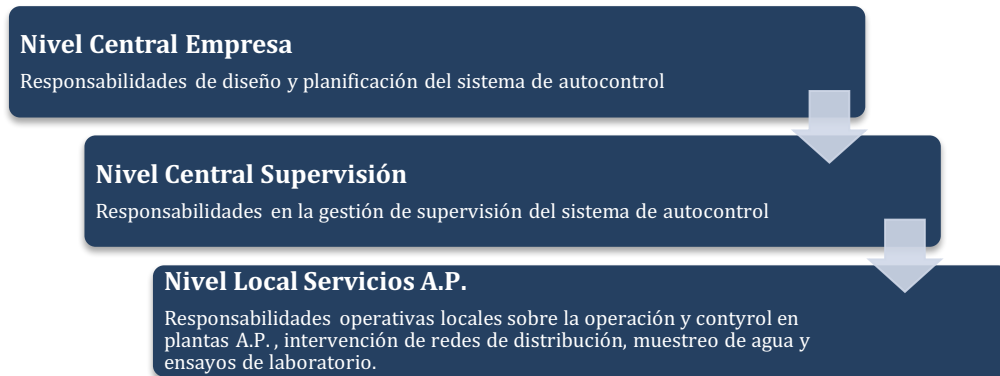 Nivel Central Empresa
Responsabilidades de diseño y planificación del sistema de autocontrol
Nivel Central Supervisión
Responsabilidades en la gestión de supervisión del sistema de autocontrol
Nivel Local Servicios A.P.
Responsabilidades operativas locales sobre la operación y contyrol en
plantas A.P. , intervención de redes de distribución, muestreo de agua y
ensayos de laboratorio.